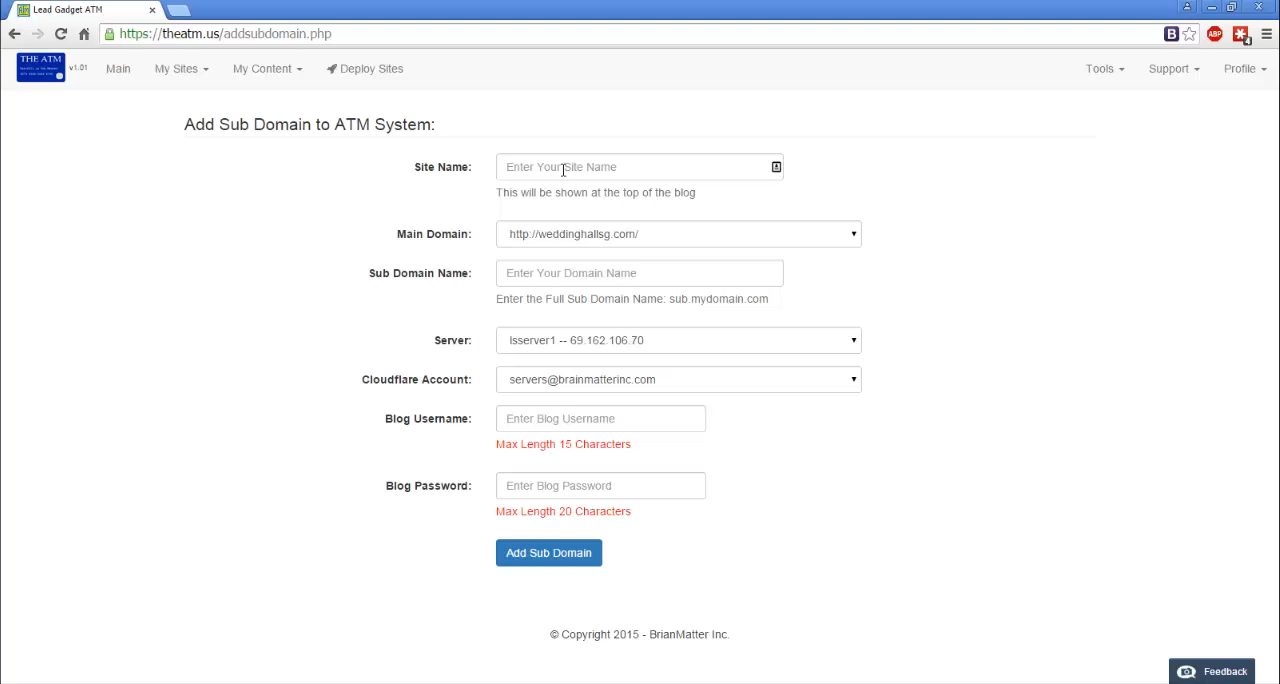 Lead Gadget ATM
https://theatm.us/addsubdomain.php
THE ATM
v1.01
Main
My Sites
My Content
Deploy Sites
Tools
Support
Profile
Add Sub Domain to ATM System:
Site Name:
Enter Your Site Name
This will be shown at the top of the blog
Main Domain:
http://weddinghallsg.com/
Sub Domain Name:
Enter Your Domain Name
Enter the Full Sub Domain Name: sub.mydomain.com
Server:
lsserver1 -- 69.162.106.70
Cloudflare Account:
servers@brainmatterinc.com
Blog Username:
Enter Blog Username
Max Length 15 Characters
Blog Password:
Enter Blog Password
Max Length 20 Characters
Add Sub Domain
© Copyright 2015 - BrianMatter Inc.
Feedback